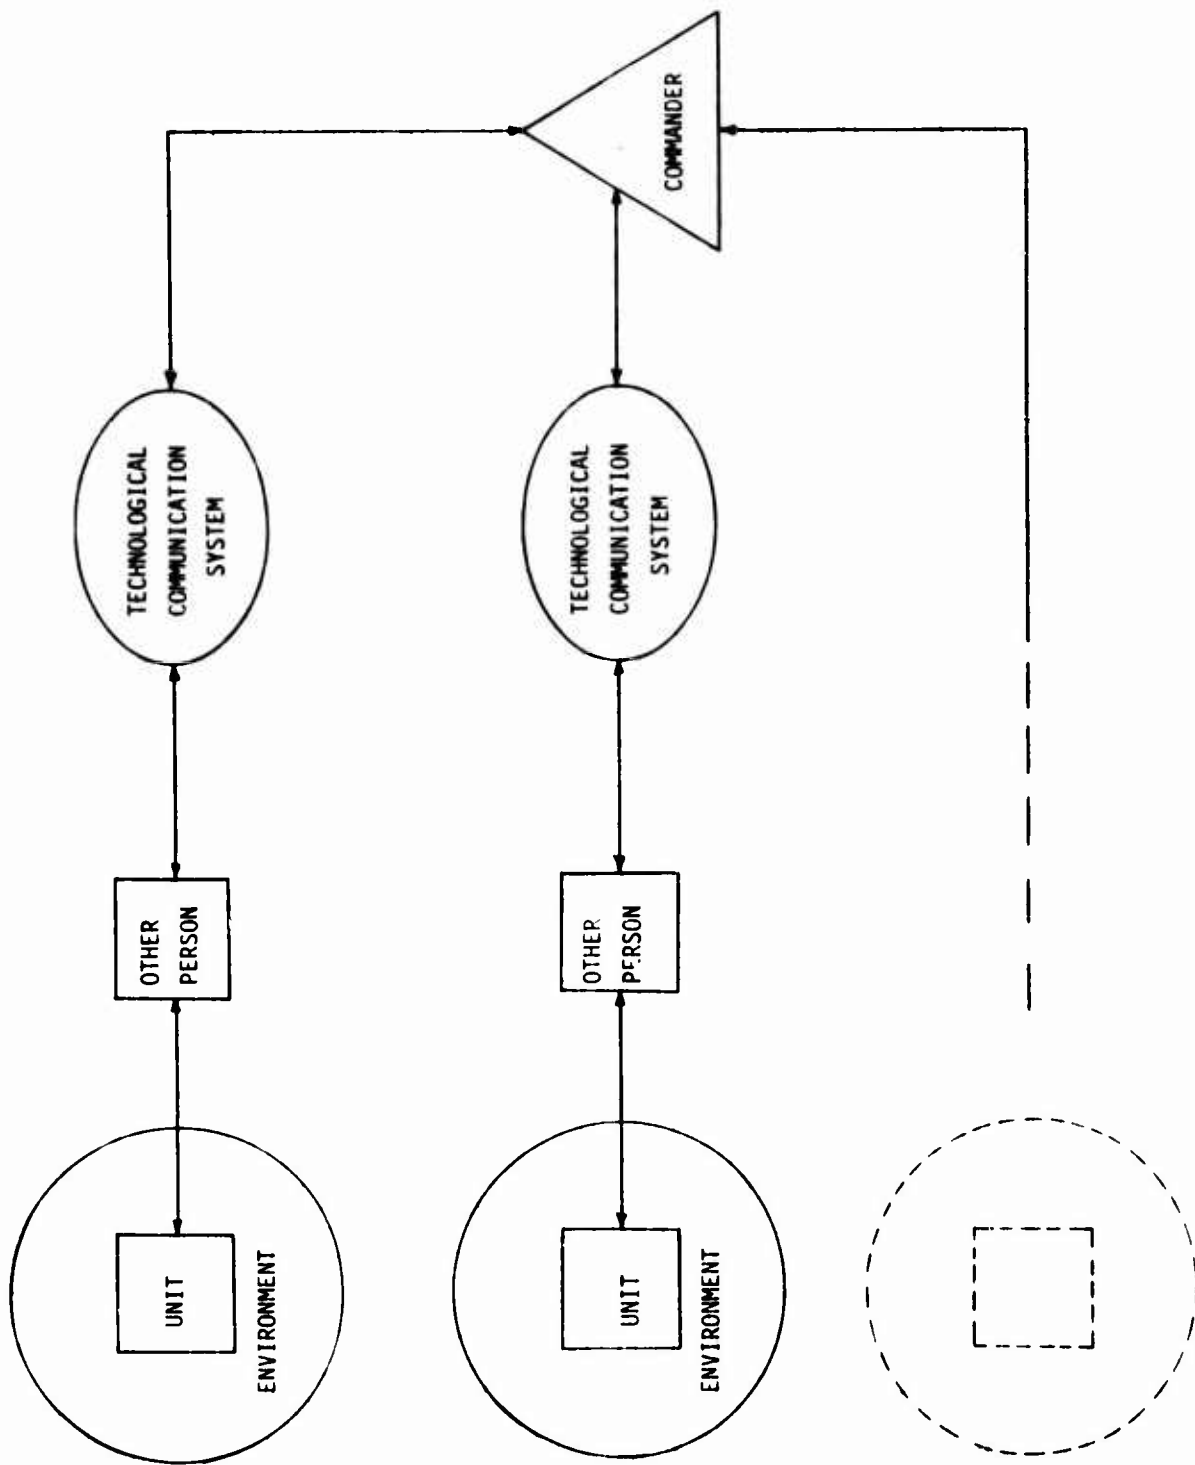 COMMANDER
TECHNOLOGICAL
COMMUNICATION
SYSTEM
TECHNOLOGICAL
COMMUNICATION
SYSTEM
OTHER
PERSON
OTHER
PERSON
UNIT
ENVIRONMENT
UNIT
ENVIRONMENT